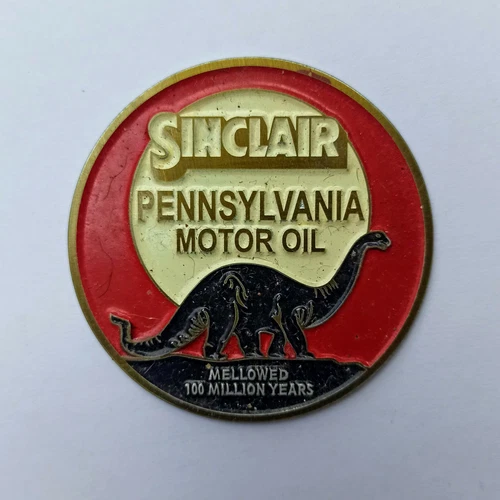 SINCLAIR
PENNSYLVANIA
MOTOR OIL
MELLOWED
100 MILLION YEARS